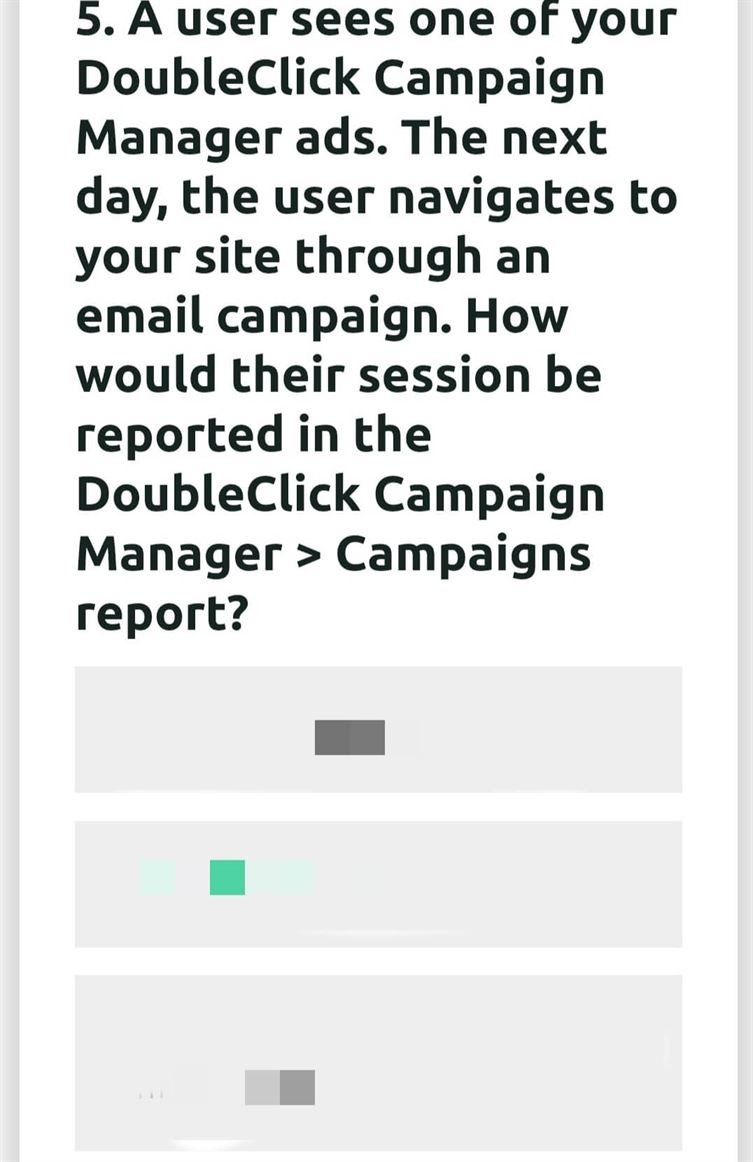 5. A user sees one of your
DoubleClick Campaign
Manager ads. The next
day, the user navigates to
your site through an
email campaign. How
would their session be
reported in the
DoubleClick Campaign
Manager > Campaigns
report?